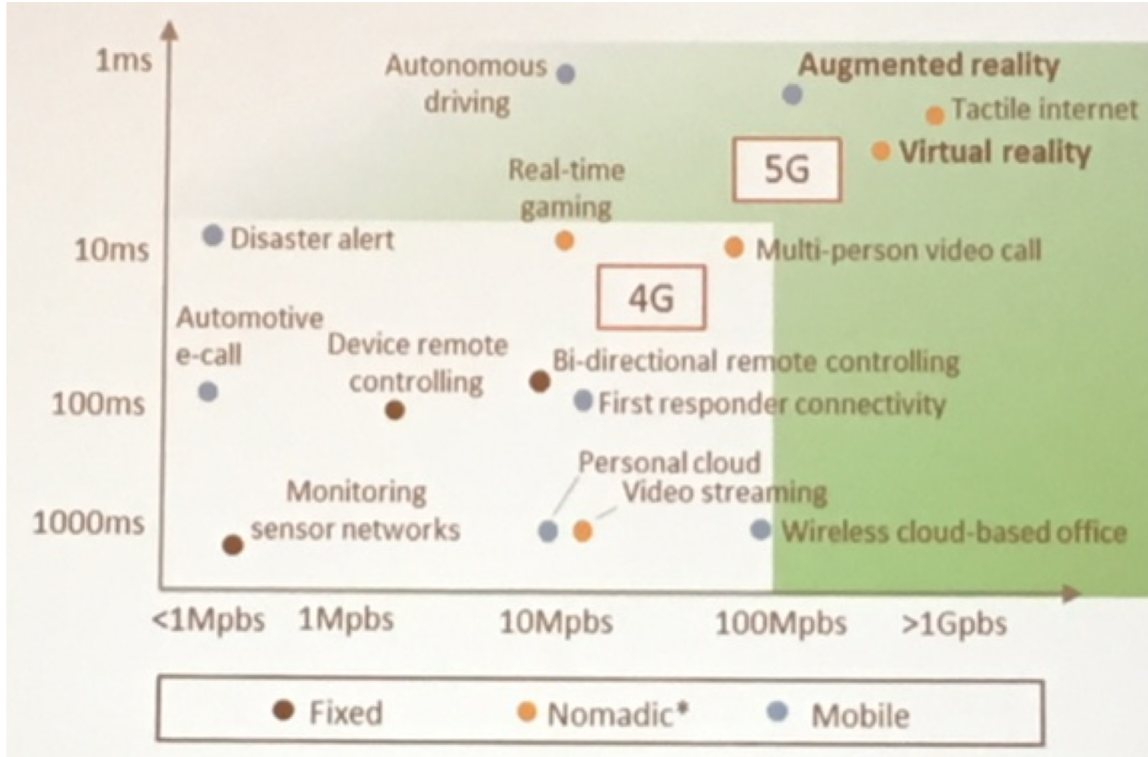 1ms
Autonomous
driving
Augmented reality
Tactile internet
Virtual reality
5G
Real-time
gaming
10ms
Disaster alert
Multi-person video call
4G
Automotive
e-call
Device remote
controlling
Bi-directional remote controlling
100ms
First responder connectivity
Personal cloud
Monitoring
sensor networks
Video streaming
1000ms
Wireless cloud-based office
<1Mpbs
1Mpbs
10Mpbs
100Mpbs
>1Gpbs
Fixed
Nomadic*
Mobile